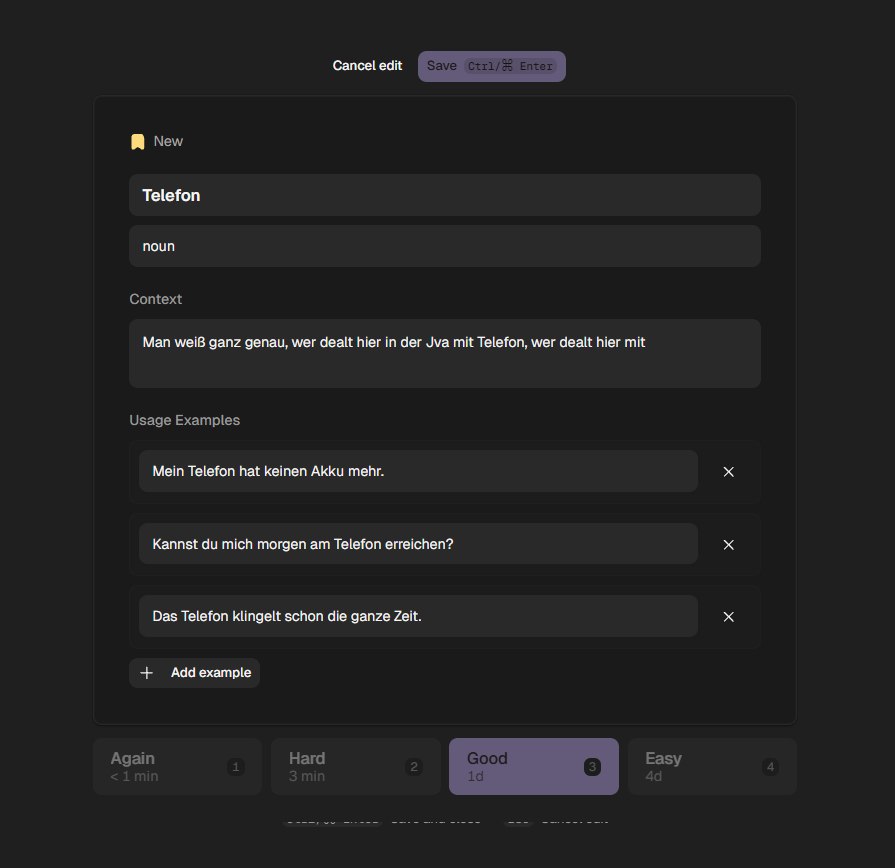 Cancel edit Save Ctrl/⌘ Enter
New
Telefon
noun
Context
Man weiß ganz genau, wer dealt hier in der Jva mit Telefon, wer dealt hier mit
Usage Examples
Mein Telefon hat keinen Akku mehr.
Kannst du mich morgen am Telefon erreichen?
Das Telefon klingelt schon die ganze Zeit.
Add example
Again 1 Hard 2 Good 3 Easy 4
< 1 min 3 min 1d 4d